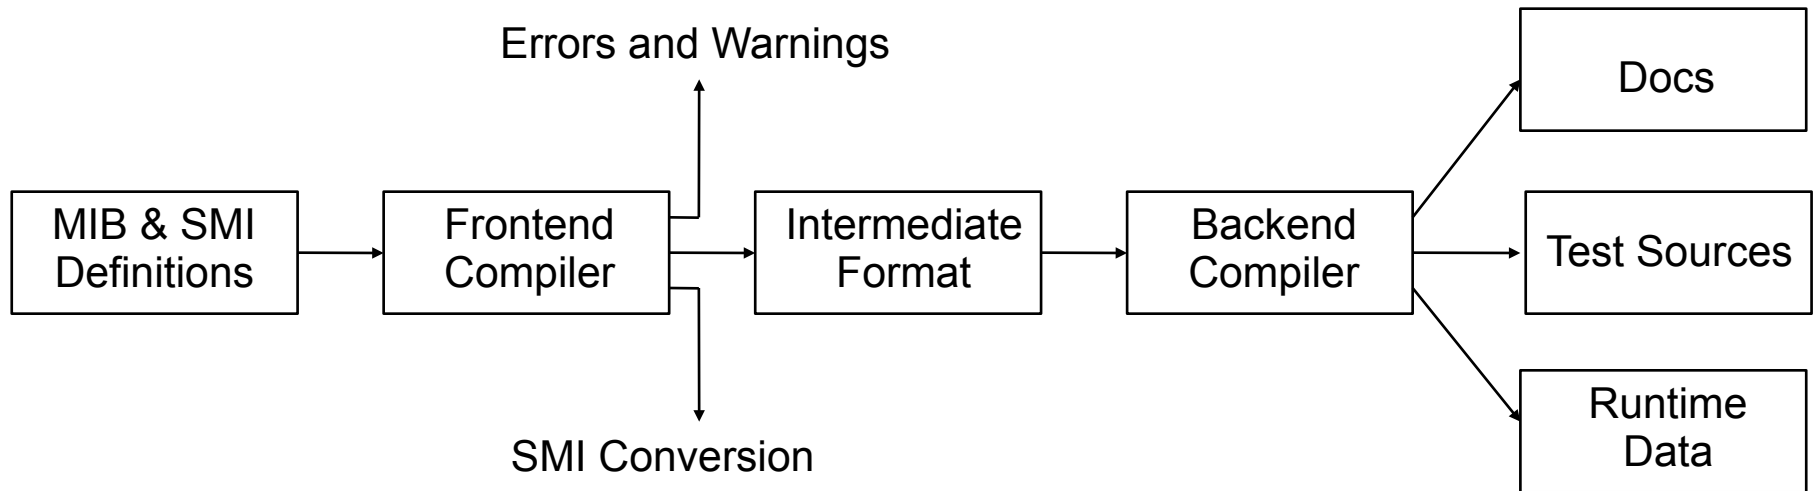 Errors and Warnings
Docs
MIB & SMI
Definitions
Frontend
Compiler
Intermediate
Format
Backend
Compiler
Test Sources
SMI Conversion
Runtime
Data